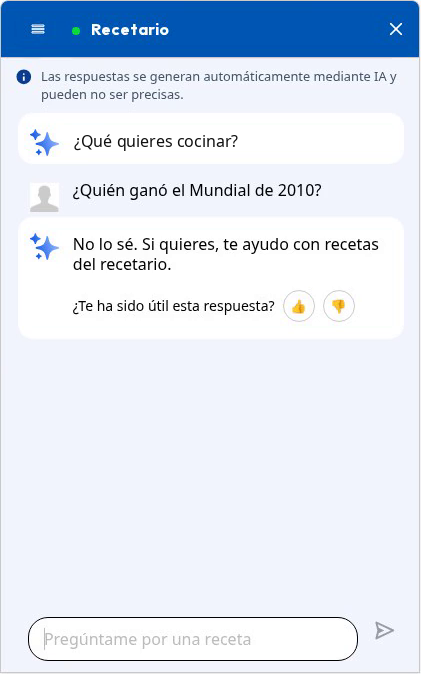 Recetario
Las respuestas se generan automáticamente mediante IA y
pueden no ser precisas.
¿Qué quieres cocinar?
¿Quién ganó el Mundial de 2010?
No lo sé. Si quieres, te ayudo con recetas
del recetario.
¿Te ha sido útil esta respuesta?
Pregúntame por una receta